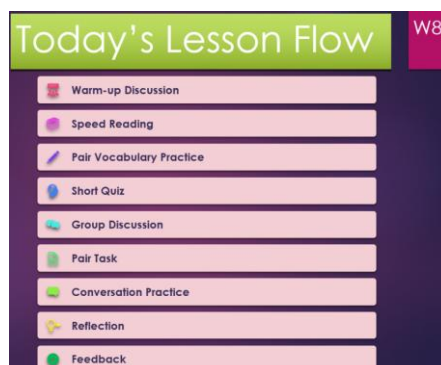 Today's Lesson Flow
W8
Warm-up Discussion
Speed Reading
Pair Vocabulary Practice
Short Quiz
Group Discussion
Pair Task
Conversation Practice
Reflection
Feedback